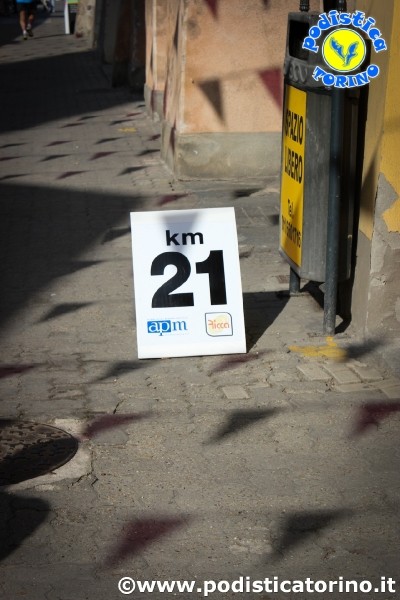 podistica
TORINO
SPAZIO
LIBERO
km
21
apm
©www.podisticatorino.it